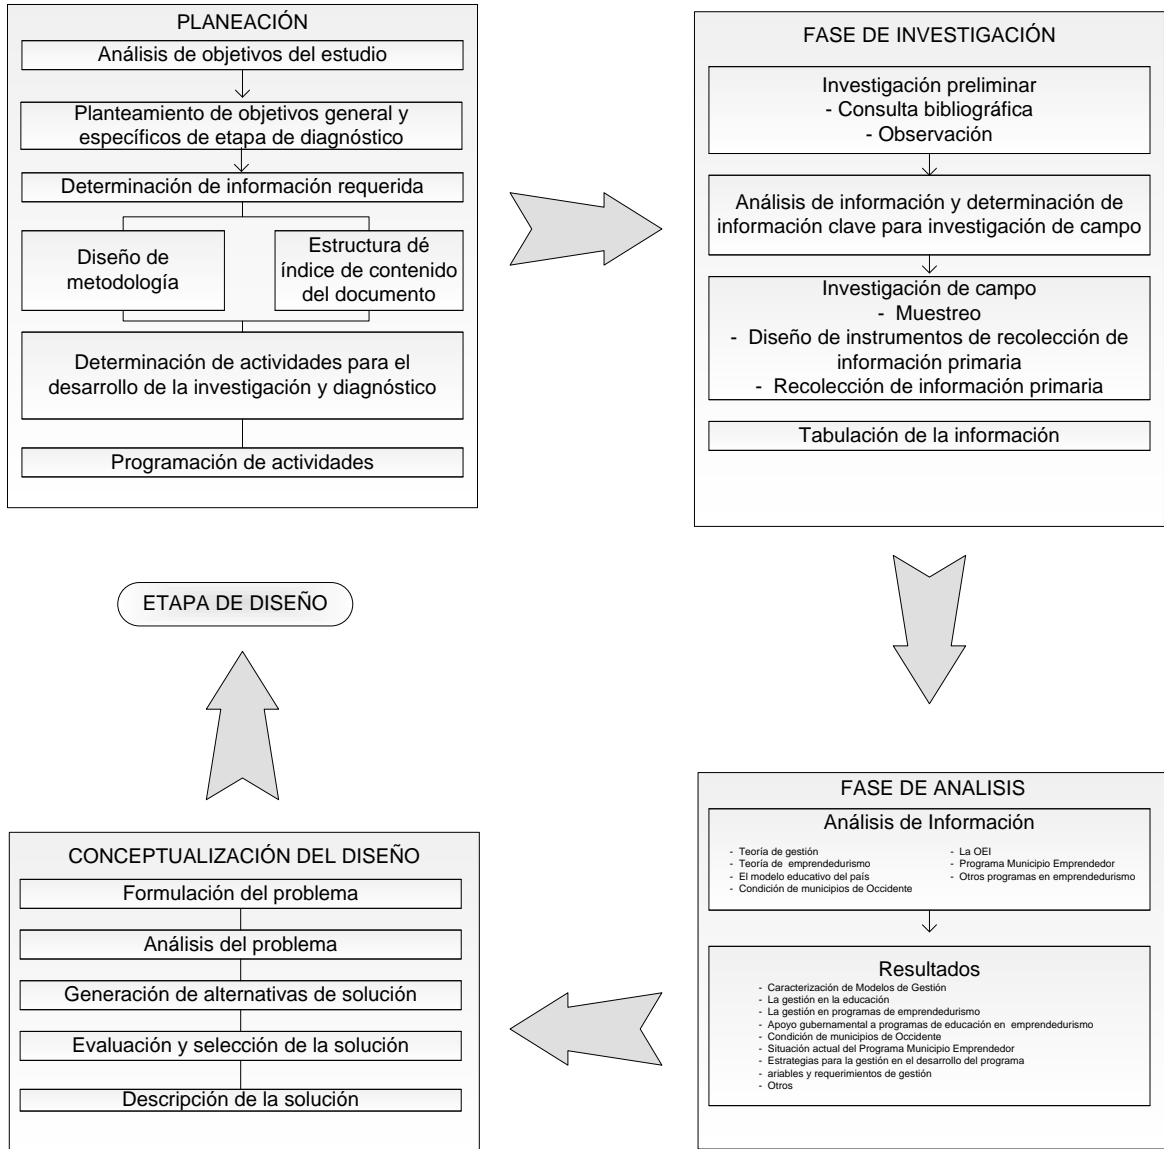 PLANEACIÓN
Análisis de objetivos del estudio
Planteamiento de objetivos general y
específicos de etapa de diagnóstico
Determinación de información requerida
Diseño de
metodología
Estructura dé
índice de contenido
del documento
Determinación de actividades para el
desarrollo de la investigación y diagnóstico
Programación de actividades
FASE DE INVESTIGACIÓN
Investigación preliminar
- Consulta bibliográfica
- Observación
Análisis de información y determinación de
información clave para investigación de campo
Investigación de campo
- Muestreo
- Diseño de instrumentos de recolección de
información primaria
- Recolección de información primaria
Tabulación de la información
FASE DE ANALISIS
Análisis de Información
- Teoría de gestión
- Teoría de emprendedurismo
- El modelo educativo del país
- Condición de municipios de Occidente
- La OEI
- Programa Municipio Emprendedor
- Otros programas en emprendedurismo
Resultados
- Caracterización de Modelos de Gestión
- La gestión en la educación
- La gestión en programas de emprendedurismo
- Apoyo gubernamental a programas de educación en emprendedurismo
- Condición de municipios de Occidente
- Situación actual del Programa Municipio Emprendedor
- Estrategias para la gestión en el desarrollo del programa
- ariables y requerimientos de gestión
- Otros
CONCEPTUALIZACIÓN DEL DISEÑO
Formulación del problema
Análisis del problema
Generación de alternativas de solución
Evaluación y selección de la solución
Descripción de la solución
ETAPA DE DISEÑO